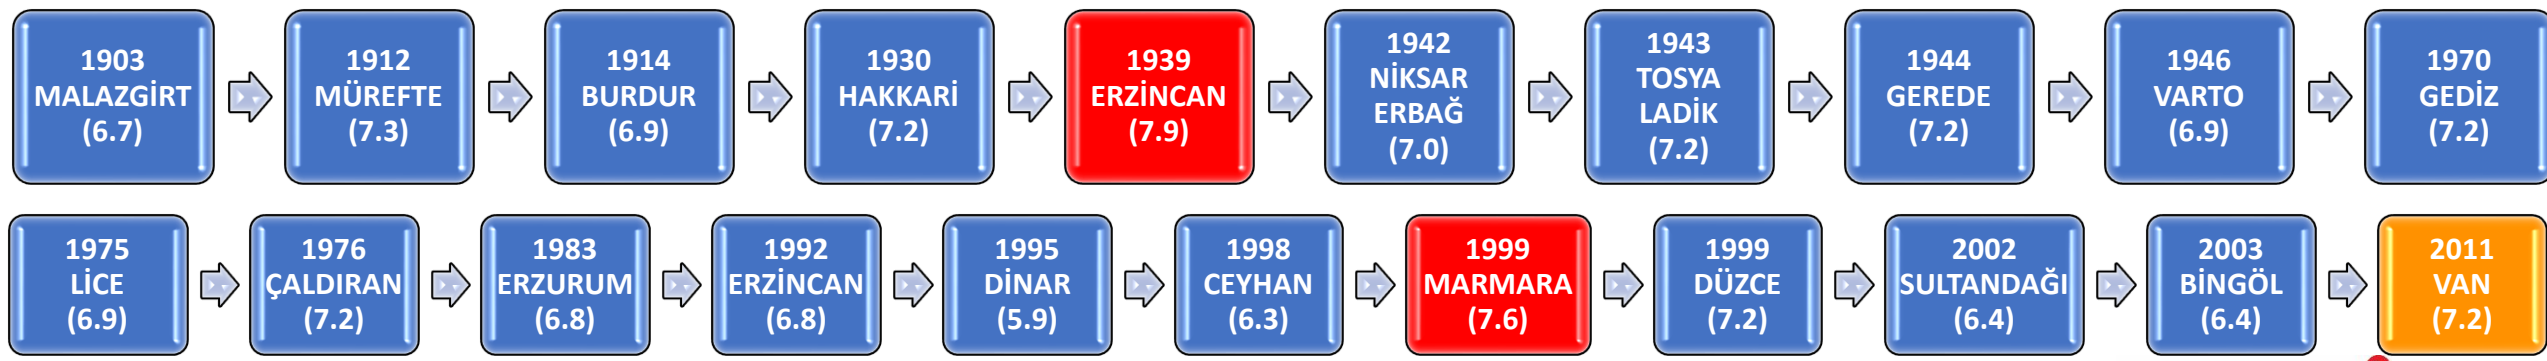 1903
MALAZGİRT
(6.7)
1912
MÜREFTE
(7.3)
1914
BURDUR
(6.9)
1930
HAKKARİ
(7.2)
1939
ERZİNCAN
(7.9)
1942
NİKSAR
ERBAĞ
(7.0)
1943
TOSYA
LADİK
(7.2)
1944
GEREDE
(7.2)
1946
VARTO
(6.9)
1970
GEDİZ
(7.2)
1975
LİCE
(6.9)
1976
ÇALDIRAN
(7.2)
1983
ERZURUM
(6.8)
1992
ERZİNCAN
(6.8)
1995
DİNAR
(5.9)
1998
CEYHAN
(6.3)
1999
MARMARA
(7.6)
1999
DÜZCE
(7.2)
2002
SULTANDAĞI
(6.4)
2003
BİNGÖL
(6.4)
2011
VAN
(7.2)